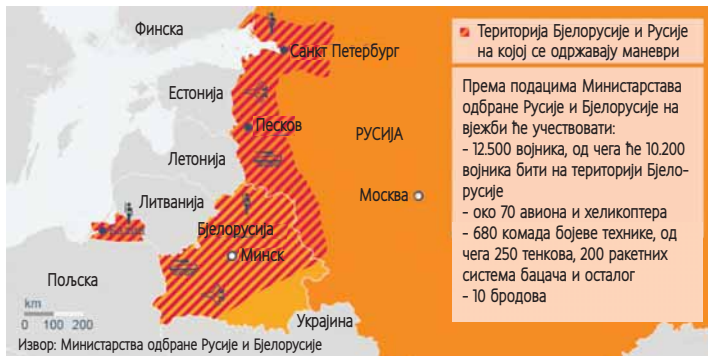 Финска
Санкт Петербург
Естонија
Песков
РУСИЈА
Летонија
Москва
Литванија
Бјелорусија
Минск
Пољска
Украјина
km
0 100 200
Извор: Министарства одбране Русије и Бјелорусије
Територија Бјелорусије и Русије
на којој се одржавају маневри
Према подацима Министарстава
одбране Русије и Бјелорусије на
вјежби ће учествовати:
- 12.500 војника, од чега ће 10.200
војника бити на територији Бјело-
русије
- око 70 авиона и хеликоптера
- 680 комада бојеве технике, од
чега 250 тенкова, 200 ракетних
система бацача и осталог
- 10 бродова